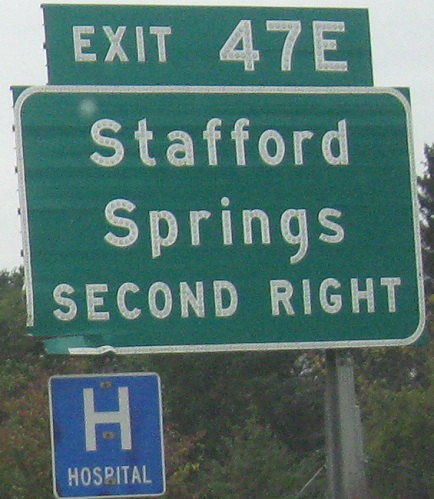 EXIT 47E
Stafford
Springs
SECOND RIGHT
H
HOSPITAL